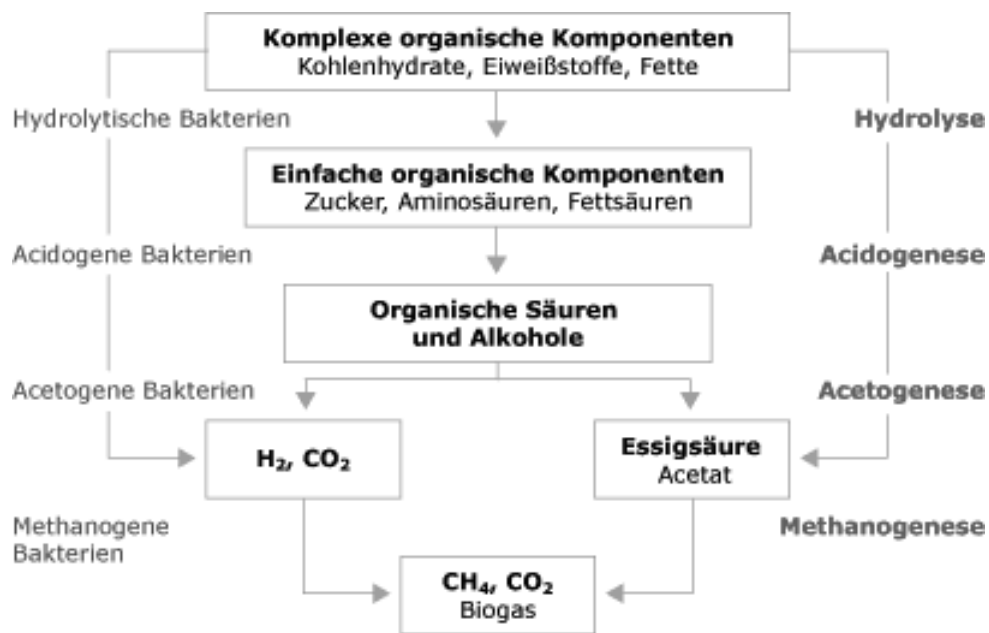 Komplexe organische Komponenten
Kohlenhydrate, Eiweißstoffe, Fette
Hydrolytische Bakterien
Hydrolyse
Einfache organische Komponenten
Zucker, Aminosäuren, Fettsäuren
Acidogene Bakterien
Acidogenese
Organische Säuren
und Alkohole
Acetogene Bakterien
Acetogenese
H₂, CO₂
Essigsäure
Acetat
Methanogene
Bakterien
Methanogenese
CH₄, CO₂
Biogas